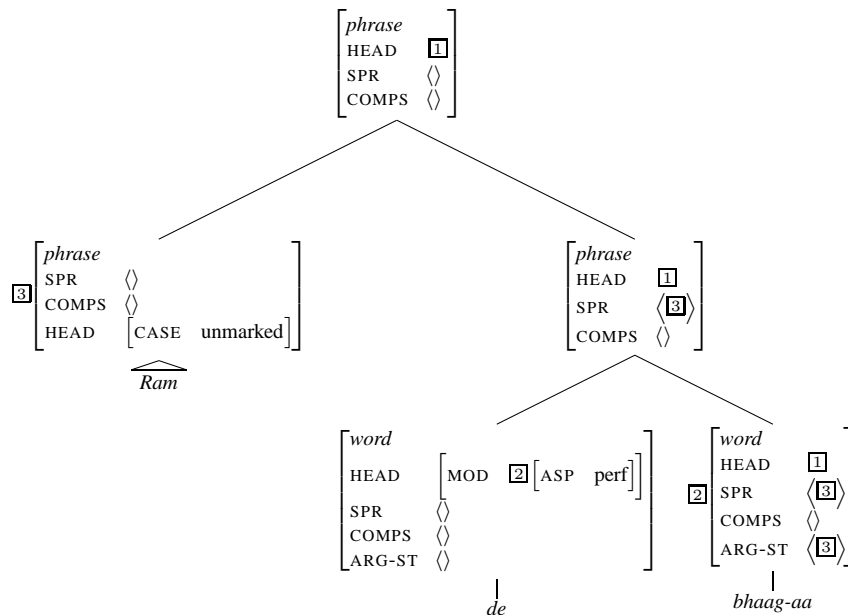 phrase
HEAD 1
SPR ⟨⟩
COMPS ⟨⟩
3
phrase
SPR ⟨⟩
COMPS ⟨⟩
HEAD [CASE unmarked]
Ram
phrase
HEAD 1
SPR ⟨3⟩
COMPS ⟨⟩
word
HEAD [MOD 2 [ASP perf]]
SPR ⟨⟩
COMPS ⟨⟩
ARG-ST ⟨⟩
de
2
word
HEAD 1
SPR ⟨3⟩
COMPS ⟨⟩
ARG-ST ⟨3⟩
bhaag-aa